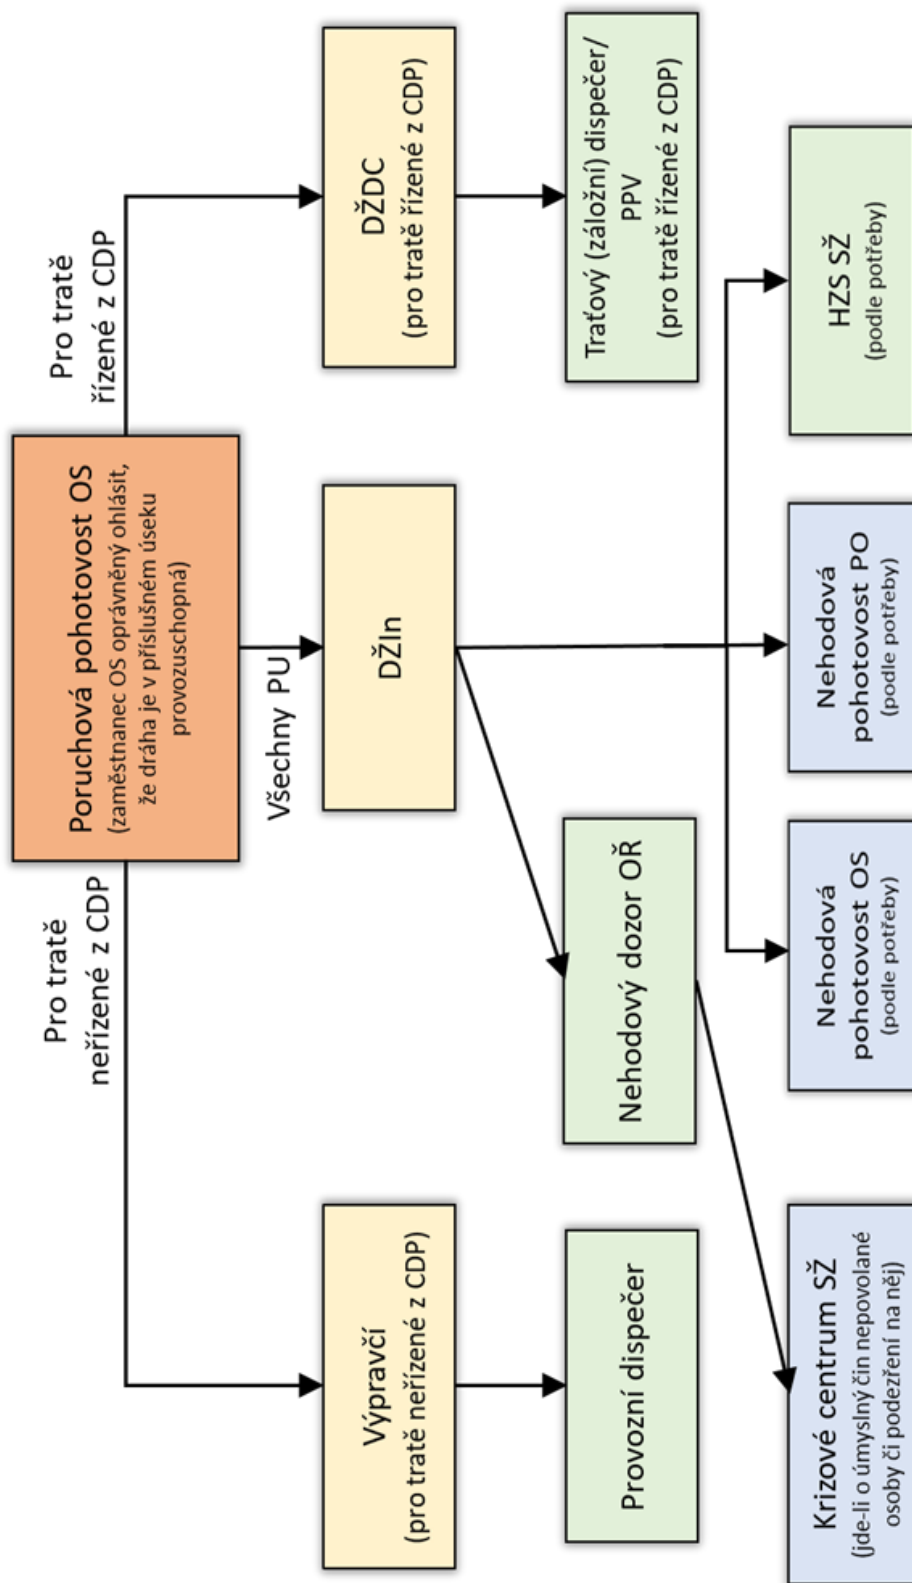 Poruchová pohotovost OS
(zaměstnanec OS oprávněný ohlásit,
že dráha je v příslušném úseku
provozuschopná)
Pro tratě
neřízené z CDP
Všechny PU
Pro tratě
řízené z CDP
Výpravčí
(pro tratě neřízené z CDP)
DŽIn
DŽDC
(pro tratě řízené z CDP)
Provozní dispečer
Nehodový dozor OŘ
Traťový (záložní) dispečer/
PPV
(pro tratě řízené z CDP)
Krizové centrum SŽ
(jde-li o úmyslný čin nepovolané
osoby či podezření na něj)
Nehodová
pohotovost OS
(podle potřeby)
Nehodová
pohotovost PO
(podle potřeby)
HZS SŽ
(podle potřeby)